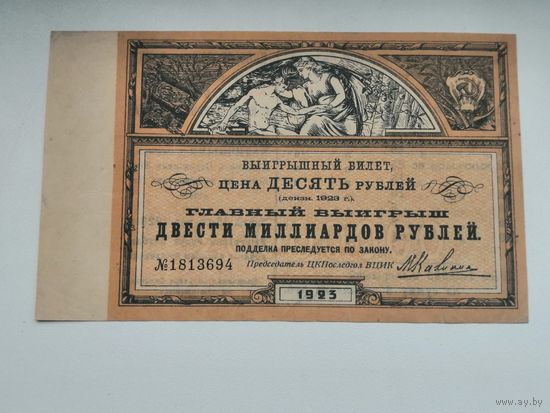 ВЫИГРЫШНЫЙ БИЛЕТ,
ЦЕНА ДЕСЯТЬ РУБЛЕЙ
(дензн. 1923 г.).
ГЛАВНЫЙ ВЫИГРЫШ
ДВЕСТИ МИЛЛИАРДОВ РУБЛЕЙ.
ПОДДЕЛКА ПРЕСЛЕДУЕТСЯ ПО ЗАКОНУ.
№1813694 Председатель ЦКПоследгол ВЦИК М Калинин
1923
www.ay.by